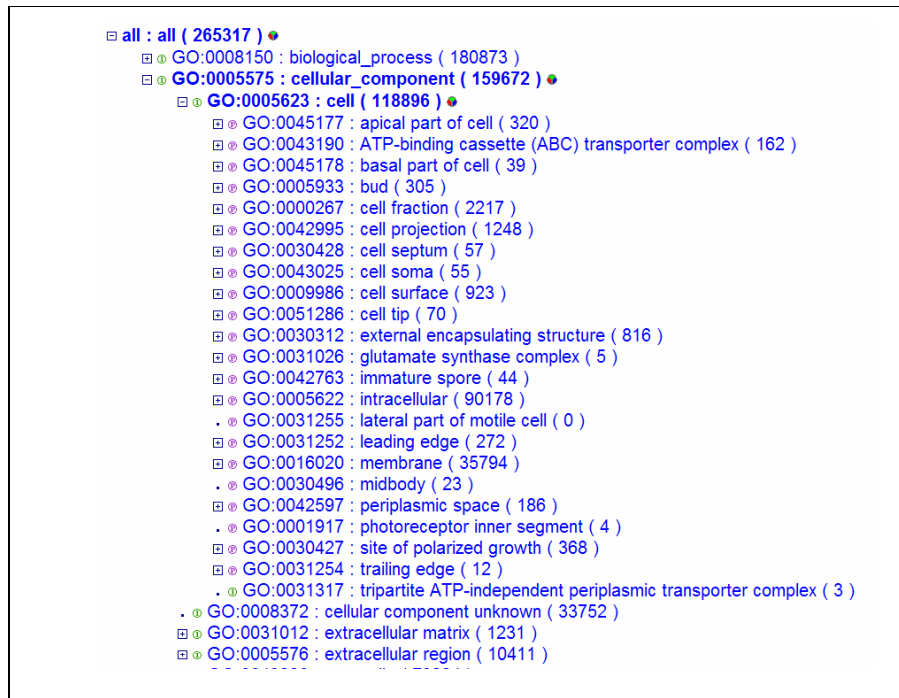 all : all ( 265317 )
GO:0008150 : biological_process ( 180873 )
GO:0005575 : cellular_component ( 159672 )
GO:0005623 : cell ( 118896 )
GO:0045177 : apical part of cell ( 320 )
GO:0043190 : ATP-binding cassette (ABC) transporter complex ( 162 )
GO:0045178 : basal part of cell ( 39 )
GO:0005933 : bud ( 305 )
GO:0000267 : cell fraction ( 2217 )
GO:0042995 : cell projection ( 1248 )
GO:0030428 : cell septum ( 57 )
GO:0043025 : cell soma ( 55 )
GO:0009986 : cell surface ( 923 )
GO:0051286 : cell tip ( 70 )
GO:0030312 : external encapsulating structure ( 816 )
GO:0031026 : glutamate synthase complex ( 5 )
GO:0042763 : immature spore ( 44 )
GO:0005622 : intracellular ( 90178 )
GO:0031255 : lateral part of motile cell ( 0 )
GO:0031252 : leading edge ( 272 )
GO:0016020 : membrane ( 35794 )
GO:0030496 : midbody ( 23 )
GO:0042597 : periplasmic space ( 186 )
GO:0001917 : photoreceptor inner segment ( 4 )
GO:0030427 : site of polarized growth ( 368 )
GO:0031254 : trailing edge ( 12 )
GO:0031317 : tripartite ATP-independent periplasmic transporter complex ( 3 )
GO:0008372 : cellular component unknown ( 33752 )
GO:0031012 : extracellular matrix ( 1231 )
GO:0005576 : extracellular region ( 10411 )